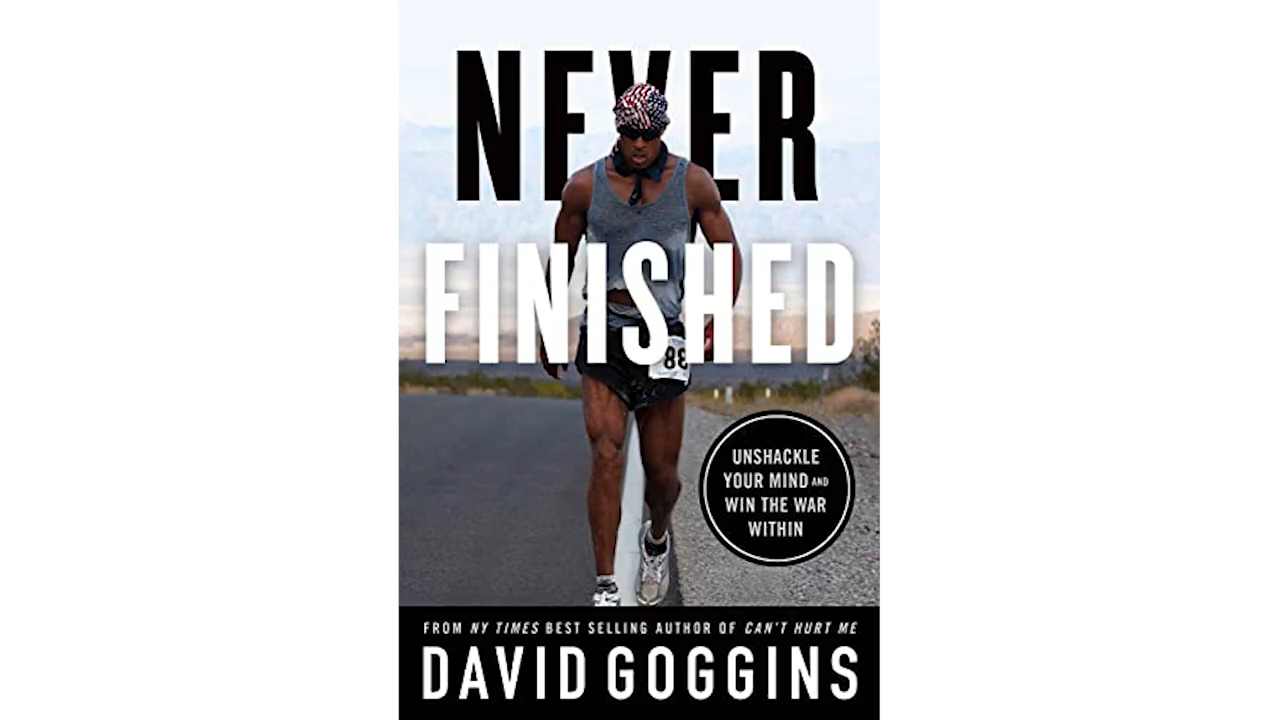 NEVER
FINISHED
88
UNSHACKLE
YOUR MIND AND
WIN THE WAR
WITHIN
FROM NY TIMES BEST SELLING AUTHOR OF CAN'T HURT ME
DAVID GOGGINS